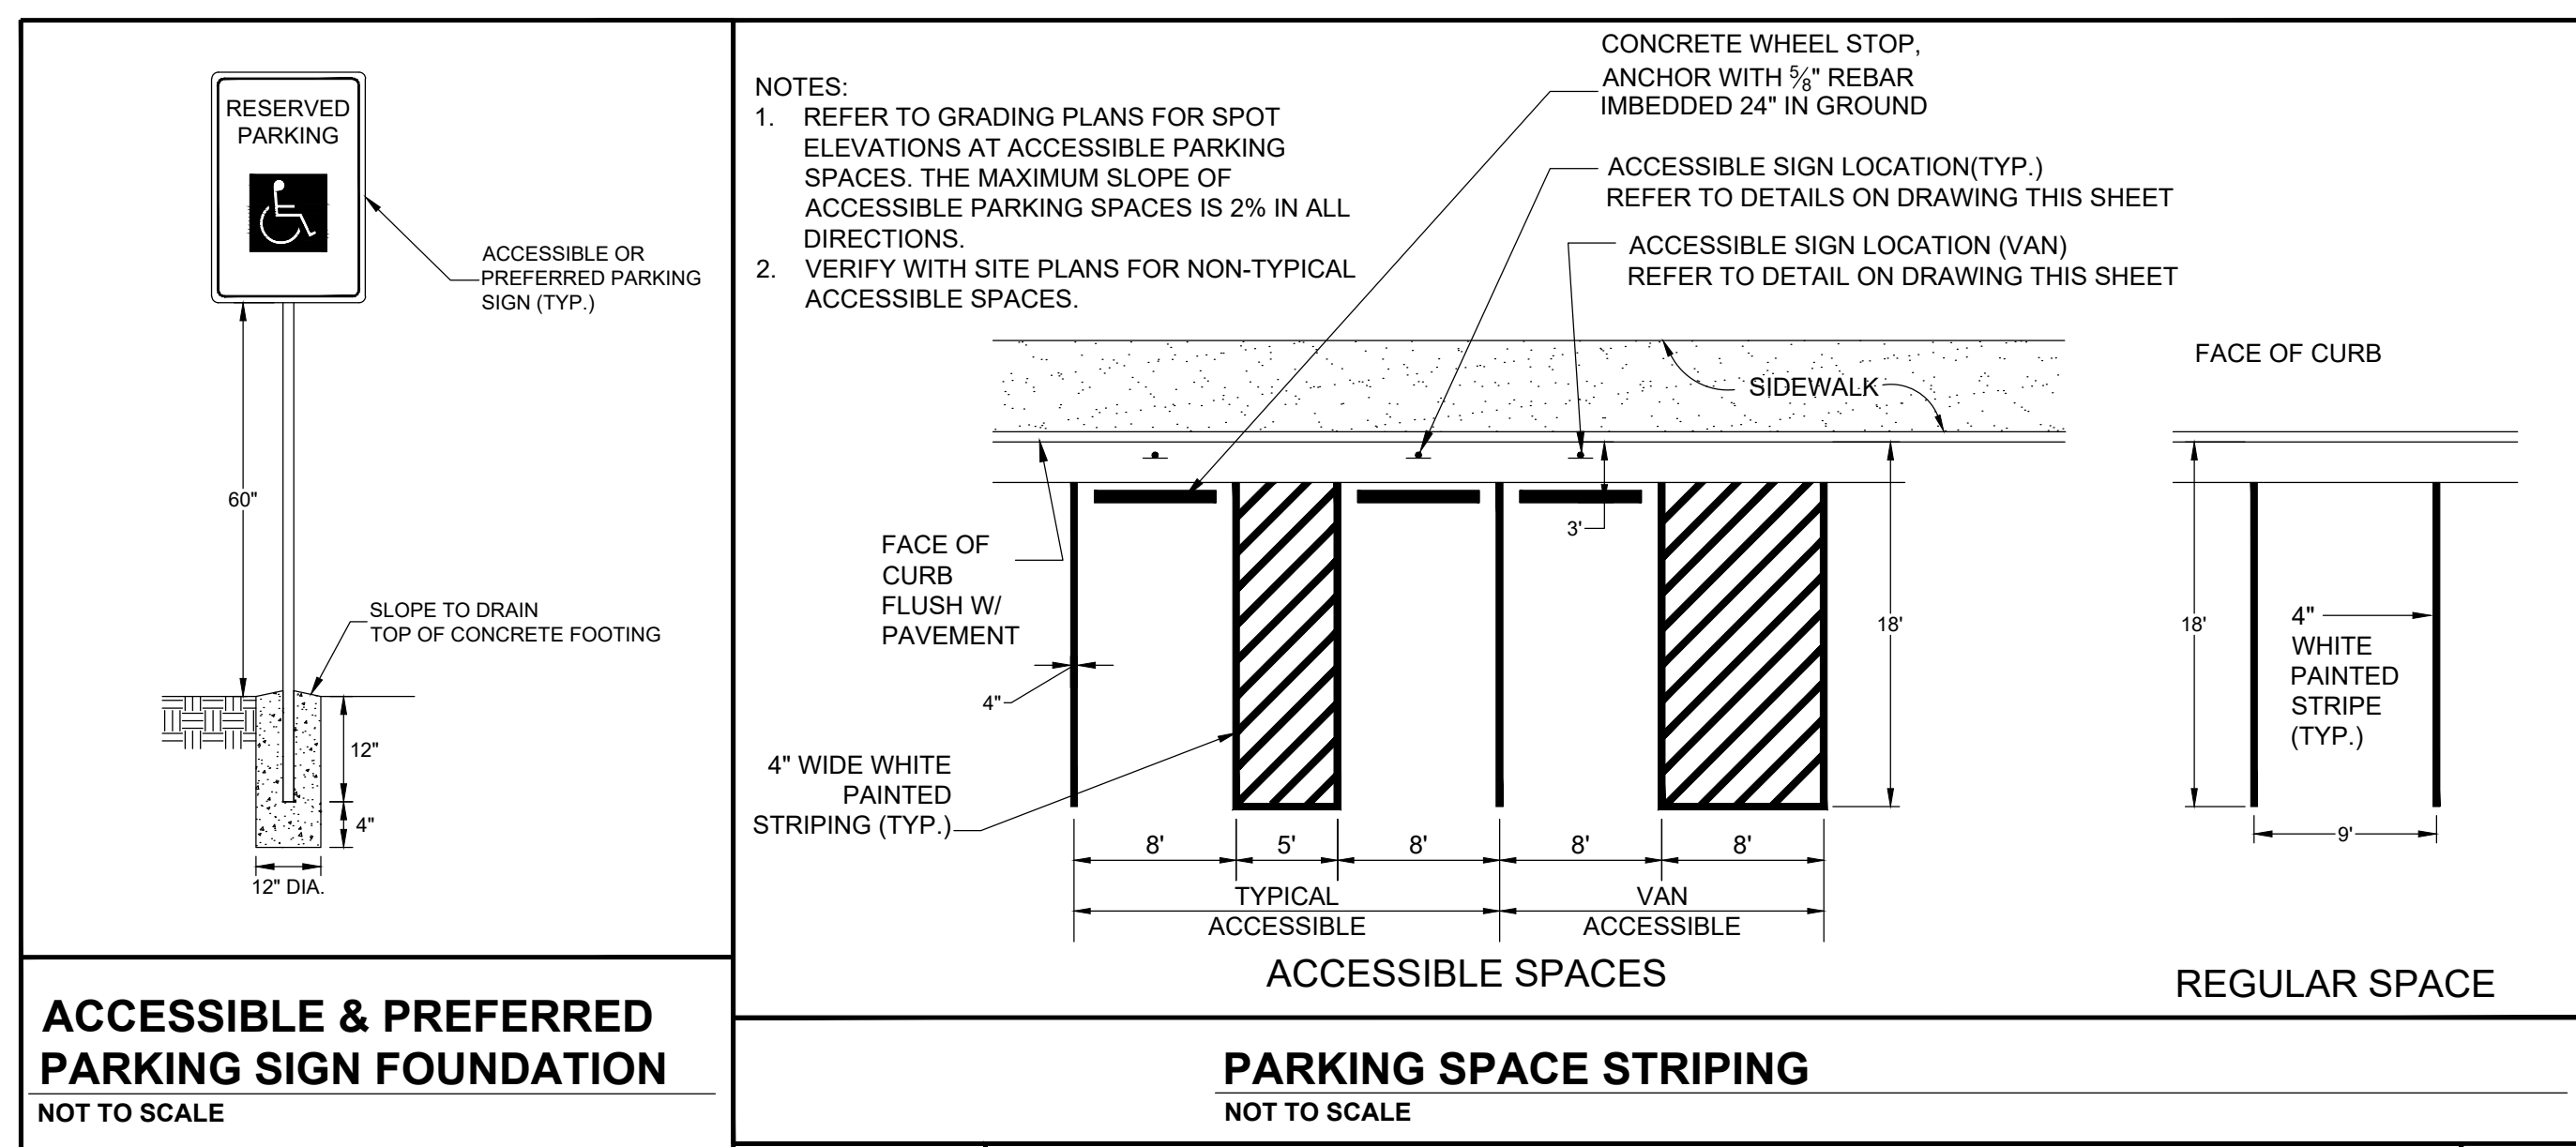 RESERVED
PARKING
ACCESSIBLE OR
PREFERRED PARKING
SIGN (TYP.)
60"
SLOPE TO DRAIN
TOP OF CONCRETE FOOTING
12"
4"
12" DIA.
ACCESSIBLE & PREFERRED
PARKING SIGN FOUNDATION
NOT TO SCALE
NOTES:
1. REFER TO GRADING PLANS FOR SPOT
ELEVATIONS AT ACCESSIBLE PARKING
SPACES. THE MAXIMUM SLOPE OF
ACCESSIBLE PARKING SPACES IS 2% IN ALL
DIRECTIONS.
2. VERIFY WITH SITE PLANS FOR NON-TYPICAL
ACCESSIBLE SPACES.
CONCRETE WHEEL STOP,
ANCHOR WITH ⅝" REBAR
IMBEDDED 24" IN GROUND
ACCESSIBLE SIGN LOCATION(TYP.)
REFER TO DETAILS ON DRAWING THIS SHEET
ACCESSIBLE SIGN LOCATION (VAN)
REFER TO DETAIL ON DRAWING THIS SHEET
SIDEWALK
FACE OF
CURB
FLUSH W/
PAVEMENT
3'
18'
4"
4" WIDE WHITE
PAINTED
STRIPING (TYP.)
8' 5' 8' 8' 8'
TYPICAL
ACCESSIBLE
VAN
ACCESSIBLE
ACCESSIBLE SPACES
FACE OF CURB
18'
4"
WHITE
PAINTED
STRIPE
(TYP.)
9'
REGULAR SPACE
PARKING SPACE STRIPING
NOT TO SCALE